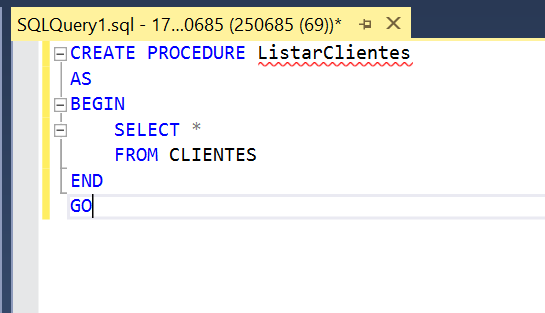 SQLQuery1.sql - 17...0685 (250685 (69))*
CREATE PROCEDURE ListarClientes
AS
BEGIN
SELECT *
FROM CLIENTES
END
GO